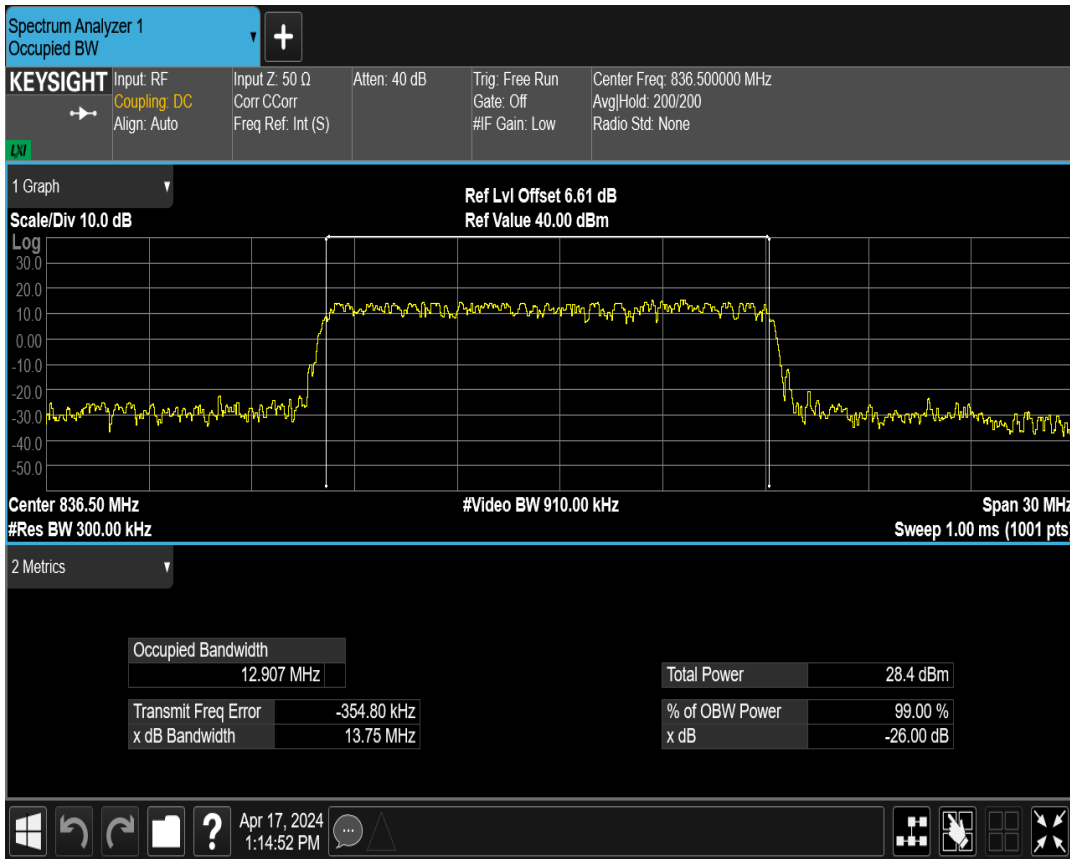 Spectrum Analyzer 1
Occupied BW
KEYSIGHT
LXI
Input: RF
Coupling: DC
Align: Auto
Input Z: 50 Ω
Corr CCorr
Freq Ref: Int (S)
Atten: 40 dB
Trig: Free Run
Gate: Off
#IF Gain: Low
Center Freq: 836.500000 MHz
Avg|Hold: 200/200
Radio Std: None
1 Graph
Scale/Div 10.0 dB
Ref Lvl Offset 6.61 dB
Ref Value 40.00 dBm
Log
30.0
20.0
10.0
0.00
-10.0
-20.0
-30.0
-40.0
-50.0
Center 836.50 MHz
#Video BW 910.00 kHz
Span 30 MHz
#Res BW 300.00 kHz
Sweep 1.00 ms (1001 pts)
2 Metrics
Occupied Bandwidth
12.907 MHz
Total Power 28.4 dBm
Transmit Freq Error -354.80 kHz
% of OBW Power 99.00 %
x dB Bandwidth 13.75 MHz
x dB -26.00 dB
Apr 17, 2024
1:14:52 PM